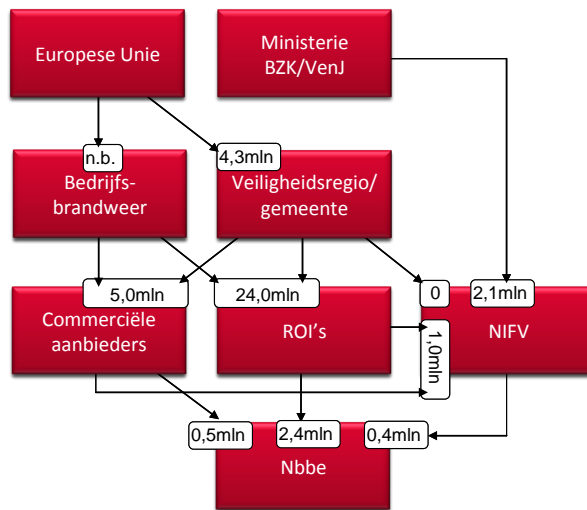 Europese Unie
Ministerie
BZK/VenJ
n.b.
Bedrijfs-
brandweer
4,3mln
Veiligheidsregio/
gemeente
5,0mln
Commerciële
aanbieders
24,0mln
ROI's
0
2,1mln
NIFV
1,0mln
0,5mln
2,4mln
0,4mln
Nbbe